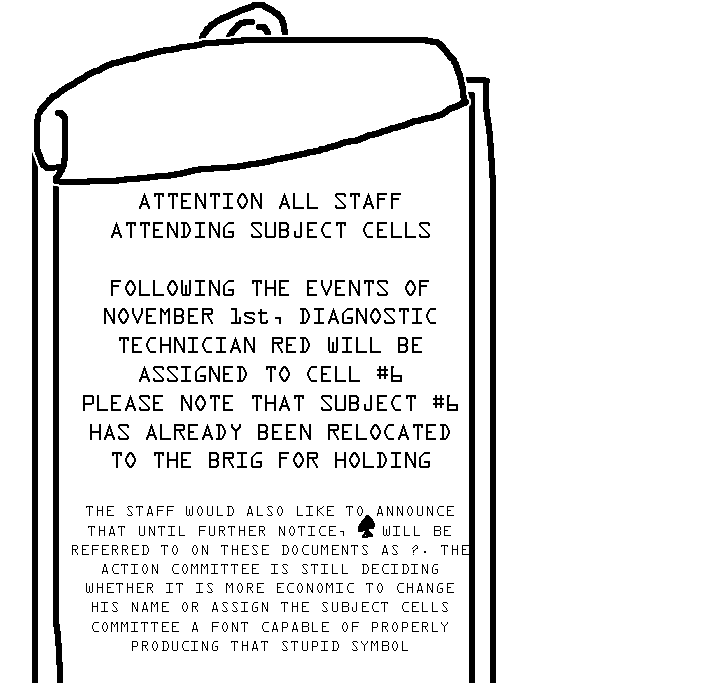 ATTENTION ALL STAFF
ATTENDING SUBJECT CELLS
FOLLOWING THE EVENTS OF
NOVEMBER 1st, DIAGNOSTIC
TECHNICIAN RED WILL BE
ASSIGNED TO CELL #6
PLEASE NOTE THAT SUBJECT #6
HAS ALREADY BEEN RELOCATED
TO THE BRIG FOR HOLDING
THE STAFF WOULD ALSO LIKE TO ANNOUNCE
THAT UNTIL FURTHER NOTICE, ♠ WILL BE
REFERRED TO ON THESE DOCUMENTS AS ?. THE
ACTION COMMITTEE IS STILL DECIDING
WHETHER IT IS MORE ECONOMIC TO CHANGE
HIS NAME OR ASSIGN THE SUBJECT CELLS
COMMITTEE A FONT CAPABLE OF PROPERLY
PRODUCING THAT STUPID SYMBOL